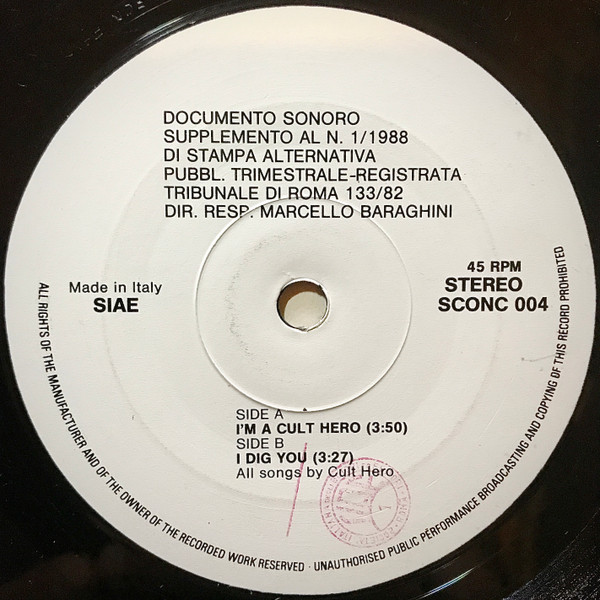 DOCUMENTO SONORO
SUPPLEMENTO AL N. 1/1988
DI STAMPA ALTERNATIVA
PUBBL. TRIMESTRALE-REGISTRATA
TRIBUNALE DI ROMA 133/82
DIR. RESP. MARCELLO BARAGHINI
Made in Italy
SIAE
45 RPM
STEREO
SCONC 004
SIDE A
I'M A CULT HERO (3:50)
SIDE B
I DIG YOU (3:27)
All songs by Cult Hero
ALL RIGHTS OF THE MANUFACTURER AND OF THE OWNER OF THE RECORDED WORK RESERVED · UNAUTHORISED PUBLIC PERFORMANCE BROADCASTING AND COPYING OF THIS RECORD PROHIBITED